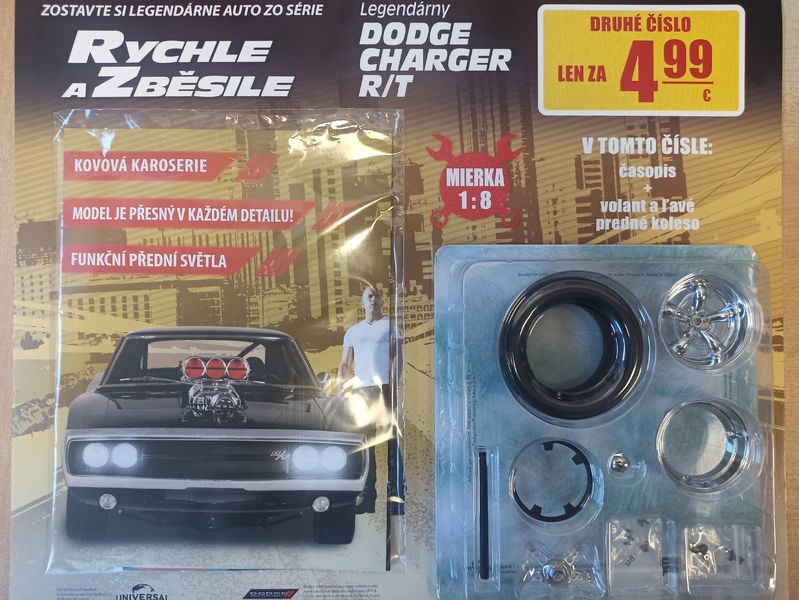 ZOSTAVTE SI LEGENDÁRNE AUTO ZO SÉRIE
RYCHLE
A ZBĚSILE
Legendárny
DODGE
CHARGER
R/T
DRUHÉ ČÍSLO
LEN ZA 4 99
€
KOVOVÁ KAROSERIE
MODEL JE PŘESNÝ V KAŽDÉM DETAILU!
FUNKČNÍ PŘEDNÍ SVĚTLA
MIERKA
1:8
V TOMTO ČÍSLE:
časopis
+
volant a ľavé
predné koleso
R/T
UNIVERSAL
DODGE